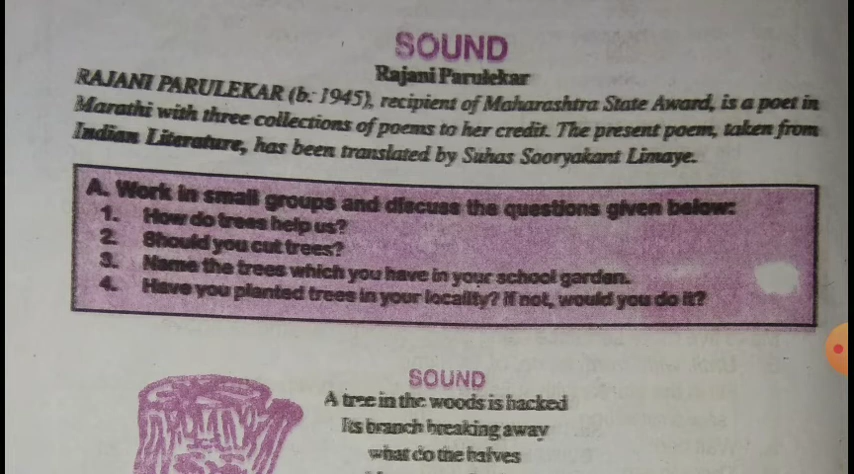 SOUND
Rajani Parulekar
RAJANI PARULEKAR (b. 1945), recipient of Maharashtra State Award, is a poet in
Marathi with three collections of poems to her credit. The present poem, taken from
Indian Literature, has been translated by Suhas Sooryakant Limaye.
A. Work in small groups and discuss the questions given below:
1. How do trees help us?
2. Should you cut trees?
3. Name the trees which you have in your school garden.
4. Have you planted trees in your locality? If not, would you do it?
SOUND
A tree in the woods is hacked
Its branch breaking away
what do the halves